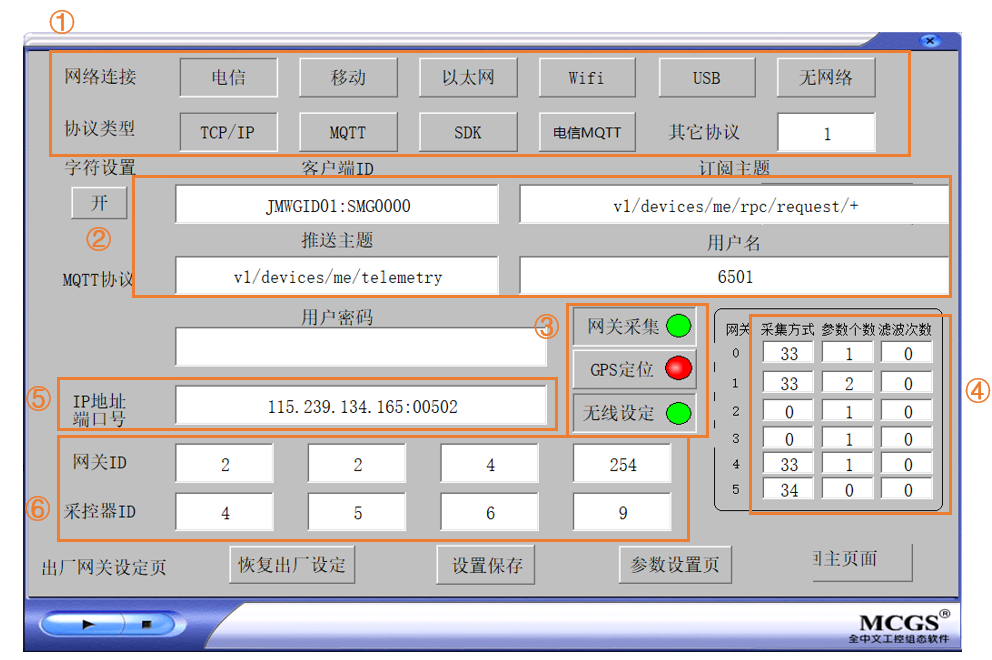 ①
网络连接 电信 移动 以太网 Wifi USB 无网络
协议类型 TCP/IP MQTT SDK 电信MQTT 其它协议 1
字符设置 客户端ID 订阅主题
开 JMWGID01:SMG0000 v1/devices/me/rpc/request/+
② 推送主题 用户名
MQTT协议 v1/devices/me/telemetry 6501
用户密码
③ 网关采集
GPS定位
无线设定
网关 采集方式 参数个数 滤波次数
0 33 1 0
1 33 2 0
2 0 1 0
3 0 1 0
4 33 1 0
5 34 0 0
④
⑤ IP地址
端口号
115.239.134.165:00502
网关ID 2 2 4 254
⑥ 采控器ID 4 5 6 9
出厂网关设定页 恢复出厂设定 设置保存 参数设置页 主页面
MCGS®
全中文工控组态软件